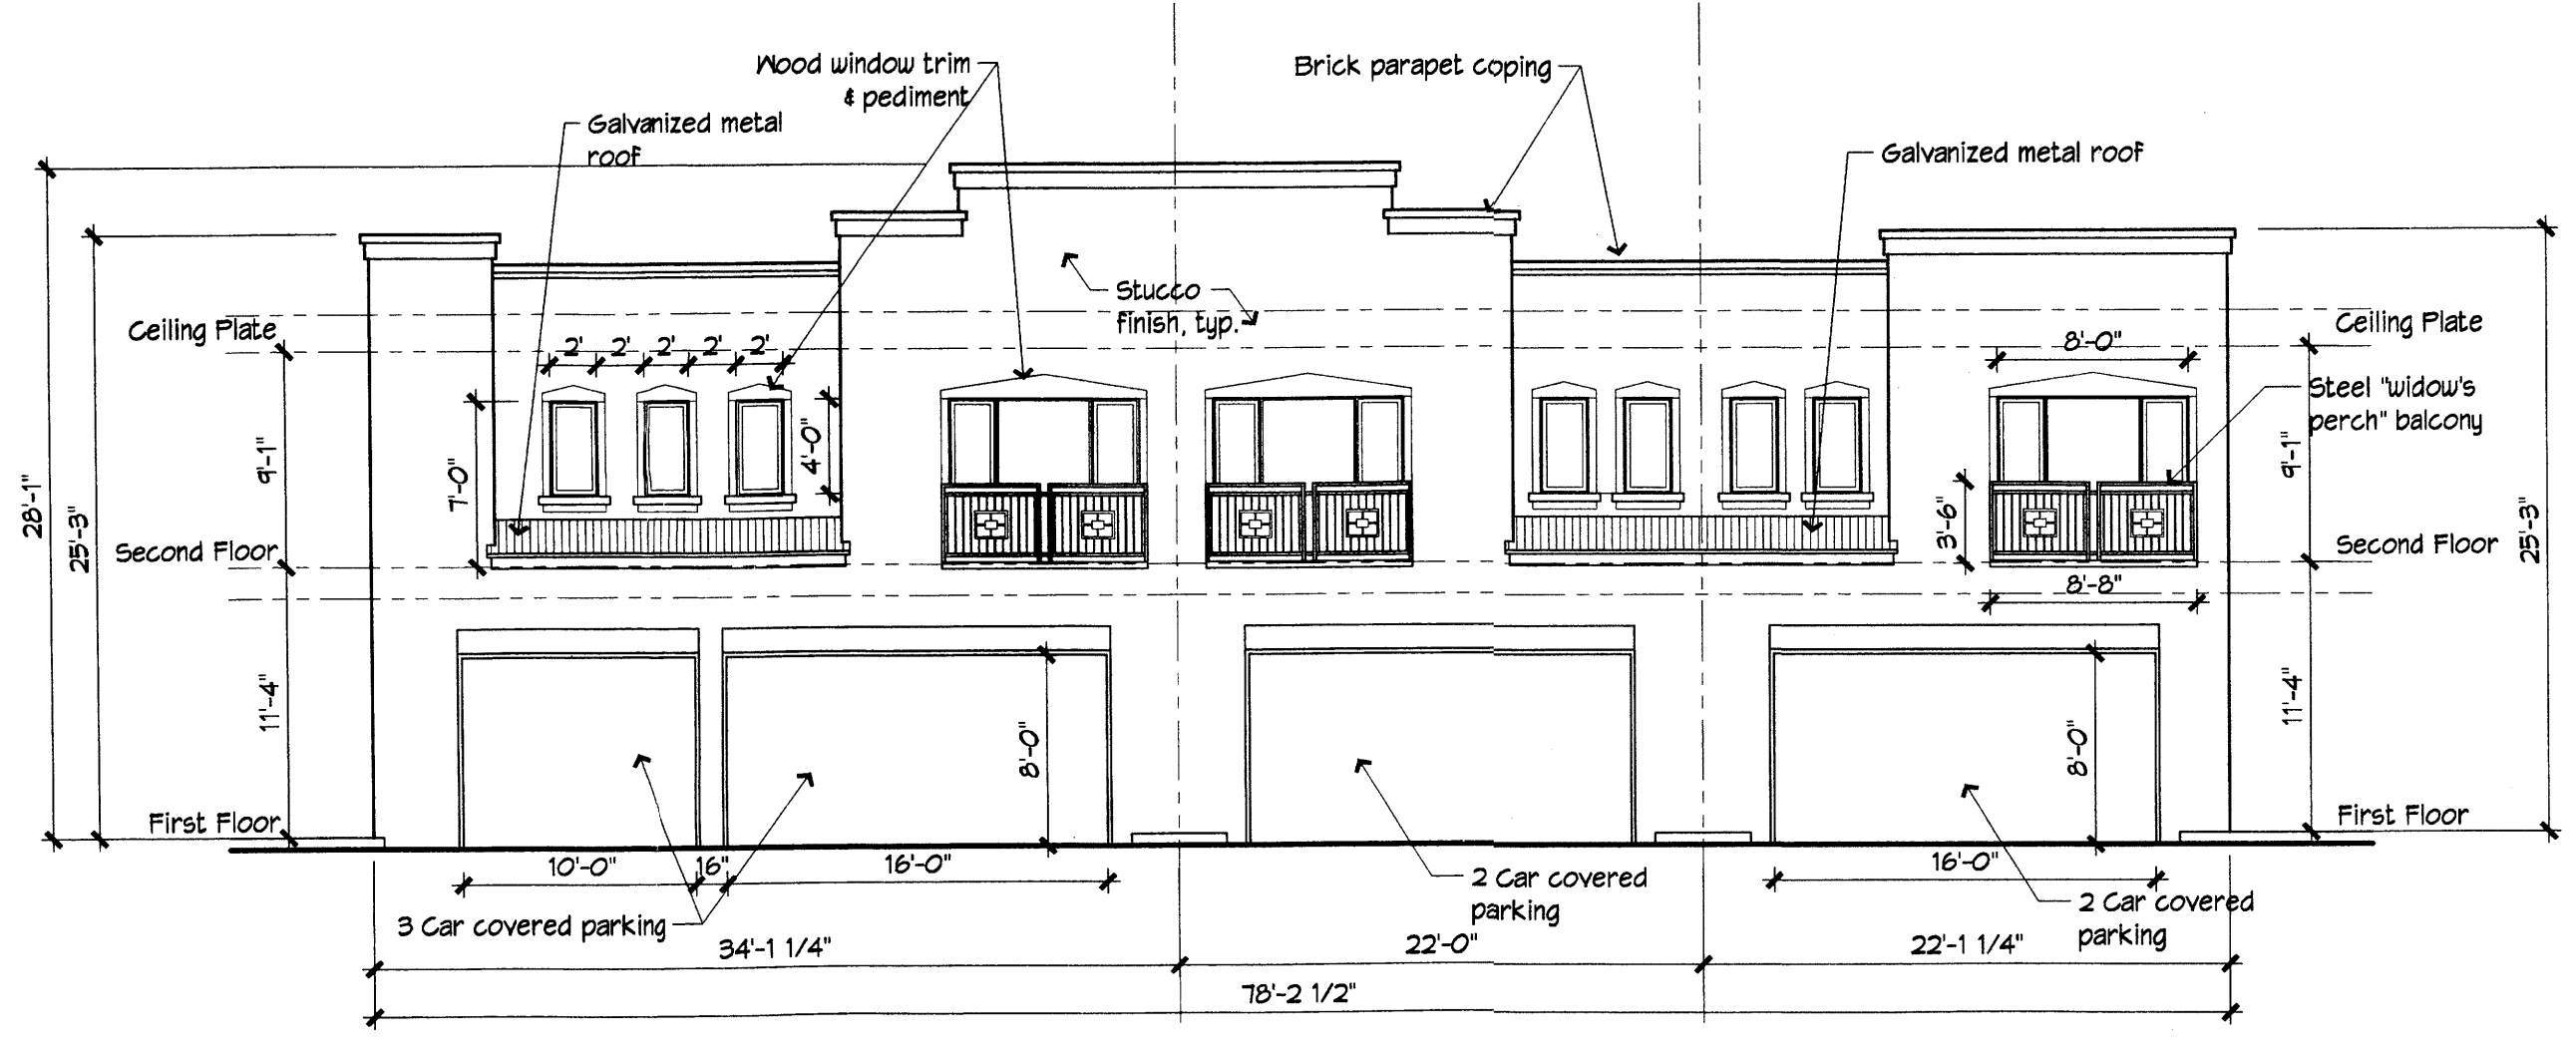 Wood window trim
& pediment
Brick parapet coping
Galvanized metal
roof
Galvanized metal roof
Stucco
finish, typ.
Ceiling Plate
2' 2' 2' 2' 2'
8'-0"
Ceiling Plate
Steel "widow's
perch" balcony
28'-1"
25'-3"
9'-1"
7'-0"
4'-0"
3'-6"
9'-1"
25'-3"
Second Floor
Second Floor
8'-8"
11'-4"
8'-0"
8'-0"
11'-4"
First Floor
First Floor
10'-0" 16" 16'-0"
16'-0"
3 Car covered parking
2 Car covered
parking
2 Car covered
parking
34'-1 1/4"
22'-0"
22'-1 1/4"
78'-2 1/2"